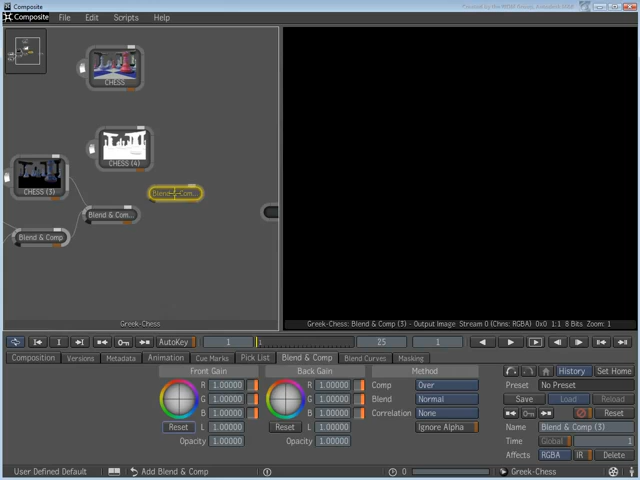 Composite
Composite File Edit Scripts Help
CHESS
CHESS (4)
CHESS (3)
Blend & Com...
Blend & Com...
Blend & Comp
Greek-Chess
Greek-Chess: Blend & Comp (3) - Output Image Stream 0 (Chns: RGBA) 0x0 1:1 8 Bits Zoom: 1
1 AutoKey 1 1 25 1
Composition Versions Metadata Animation Cue Marks Pick List Blend & Comp Blend Curves Masking
Front Gain Back Gain Method History Set Home
R 1.00000 R 1.00000 Comp Over Preset No Preset
G 1.00000 G 1.00000 Blend Normal Save Load Reload
B 1.00000 B 1.00000 Correlation None Reset
Reset L 1.00000 Reset L 1.00000 Ignore Alpha Name Blend & Comp (3)
Opacity 1.00000 Opacity 1.00000 Time Global 1
Affects RGBA IR Delete
User Defined Default Add Blend & Comp 0 Greek-Chess